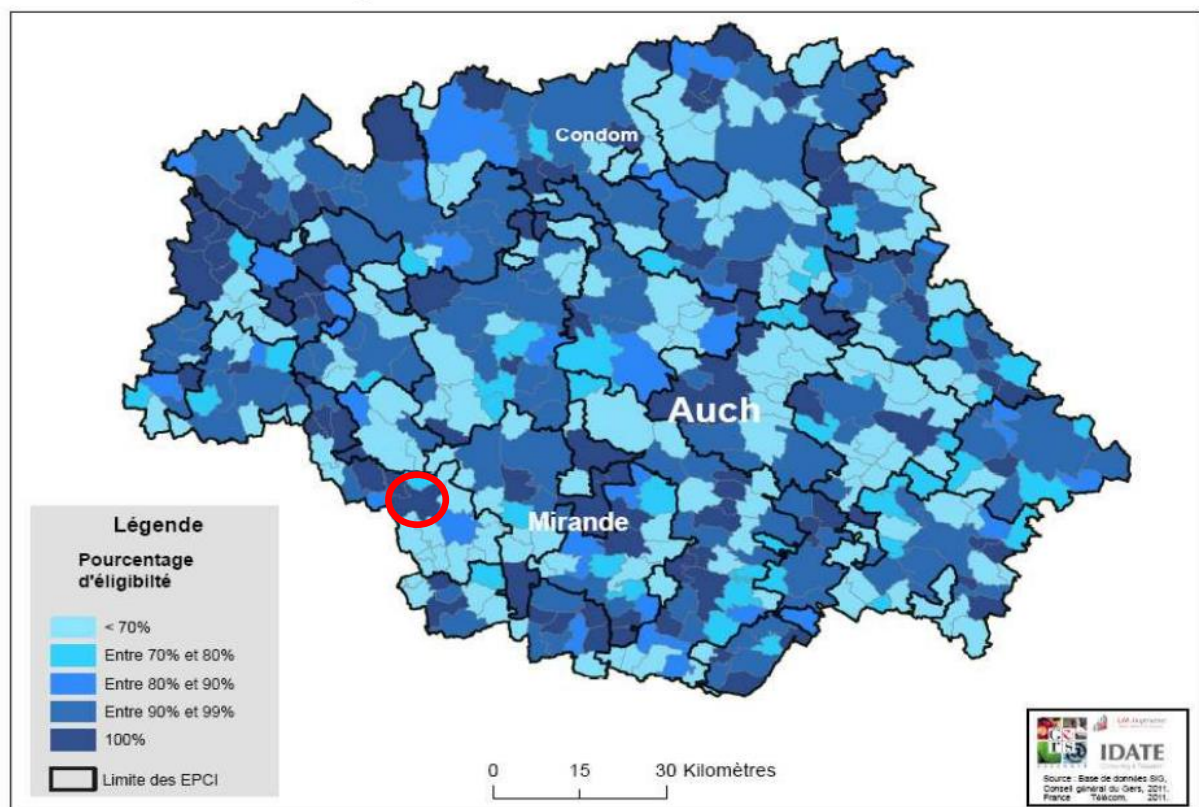 Condom
Auch
Mirande
Légende
Pourcentage
d'éligibilté
< 70%
Entre 70% et 80%
Entre 80% et 90%
Entre 90% et 99%
100%
Limite des EPCI
0 15 30 Kilomètres
IDATE
Source : Base de données SIG,
Conseil général du Gers, 2011.
France Télécom, 2011.